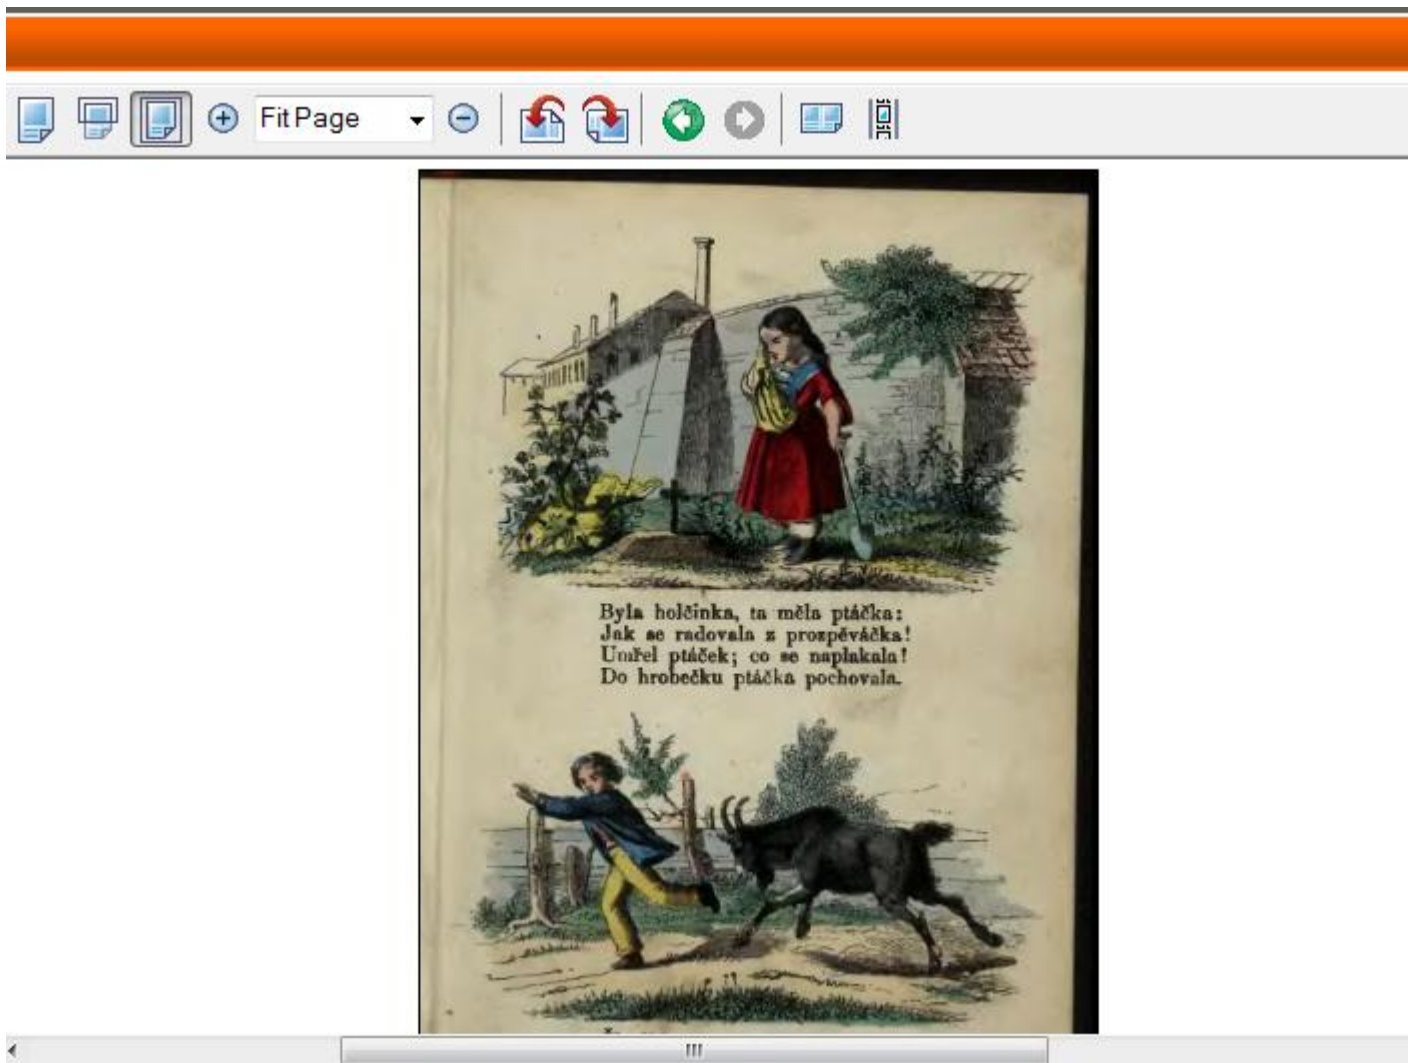 Fit Page
Byla holčinka, ta měla ptáčka:
Jak se radovala z prozpěváčka!
Umřel ptáček; co se naplakala!
Do hrobečku ptáčka pochovala.